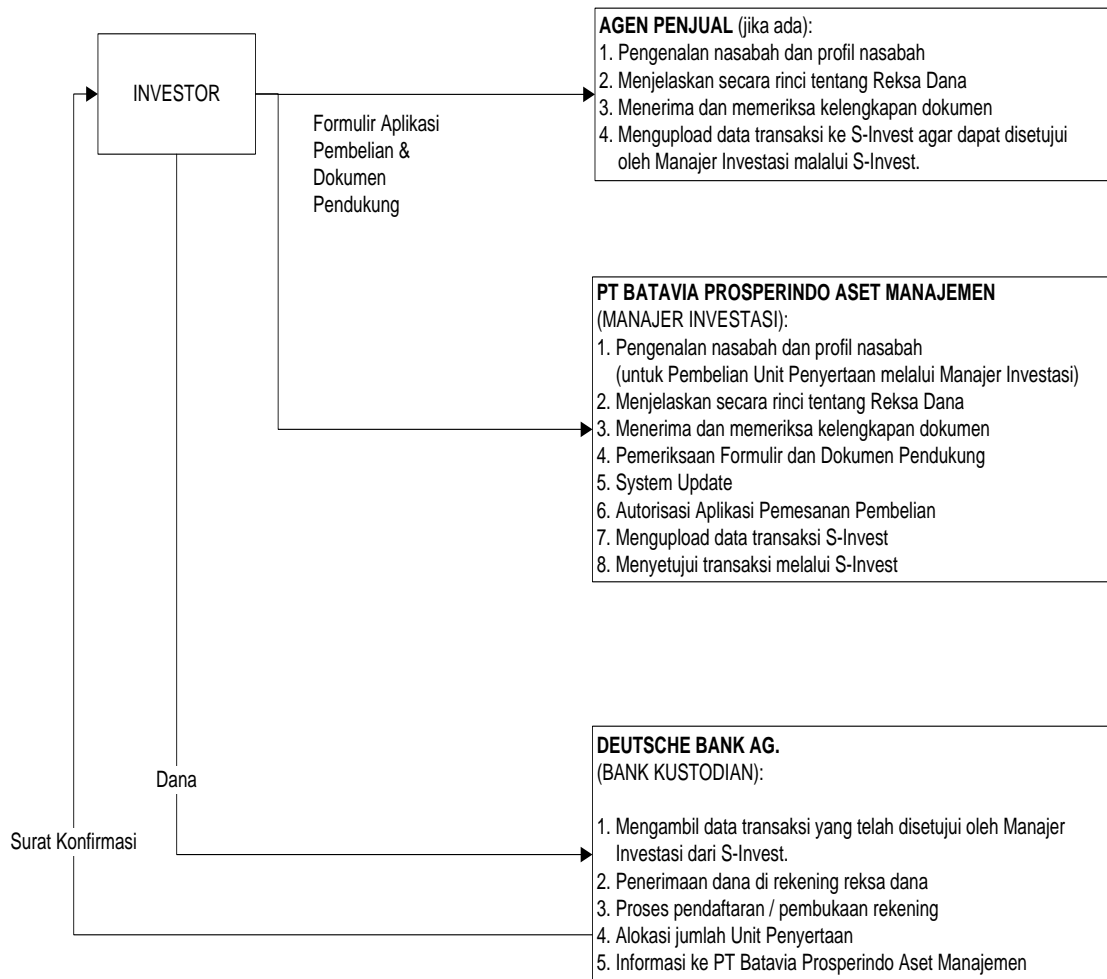 INVESTOR
Formulir Aplikasi
Pembelian &
Dokumen
Pendukung
AGEN PENJUAL (jika ada):
1. Pengenalan nasabah dan profil nasabah
2. Menjelaskan secara rinci tentang Reksa Dana
3. Menerima dan memeriksa kelengkapan dokumen
4. Mengupload data transaksi ke S-Invest agar dapat disetujui
oleh Manajer Investasi malalui S-Invest.
PT BATAVIA PROSPERINDO ASET MANAJEMEN
(MANAJER INVESTASI):
1. Pengenalan nasabah dan profil nasabah
(untuk Pembelian Unit Penyertaan melalui Manajer Investasi)
2. Menjelaskan secara rinci tentang Reksa Dana
3. Menerima dan memeriksa kelengkapan dokumen
4. Pemeriksaan Formulir dan Dokumen Pendukung
5. System Update
6. Autorisasi Aplikasi Pemesanan Pembelian
7. Mengupload data transaksi S-Invest
8. Menyetujui transaksi melalui S-Invest
Dana
Surat Konfirmasi
DEUTSCHE BANK AG.
(BANK KUSTODIAN):
1. Mengambil data transaksi yang telah disetujui oleh Manajer
Investasi dari S-Invest.
2. Penerimaan dana di rekening reksa dana
3. Proses pendaftaran / pembukaan rekening
4. Alokasi jumlah Unit Penyertaan
5. Informasi ke PT Batavia Prosperindo Aset Manajemen